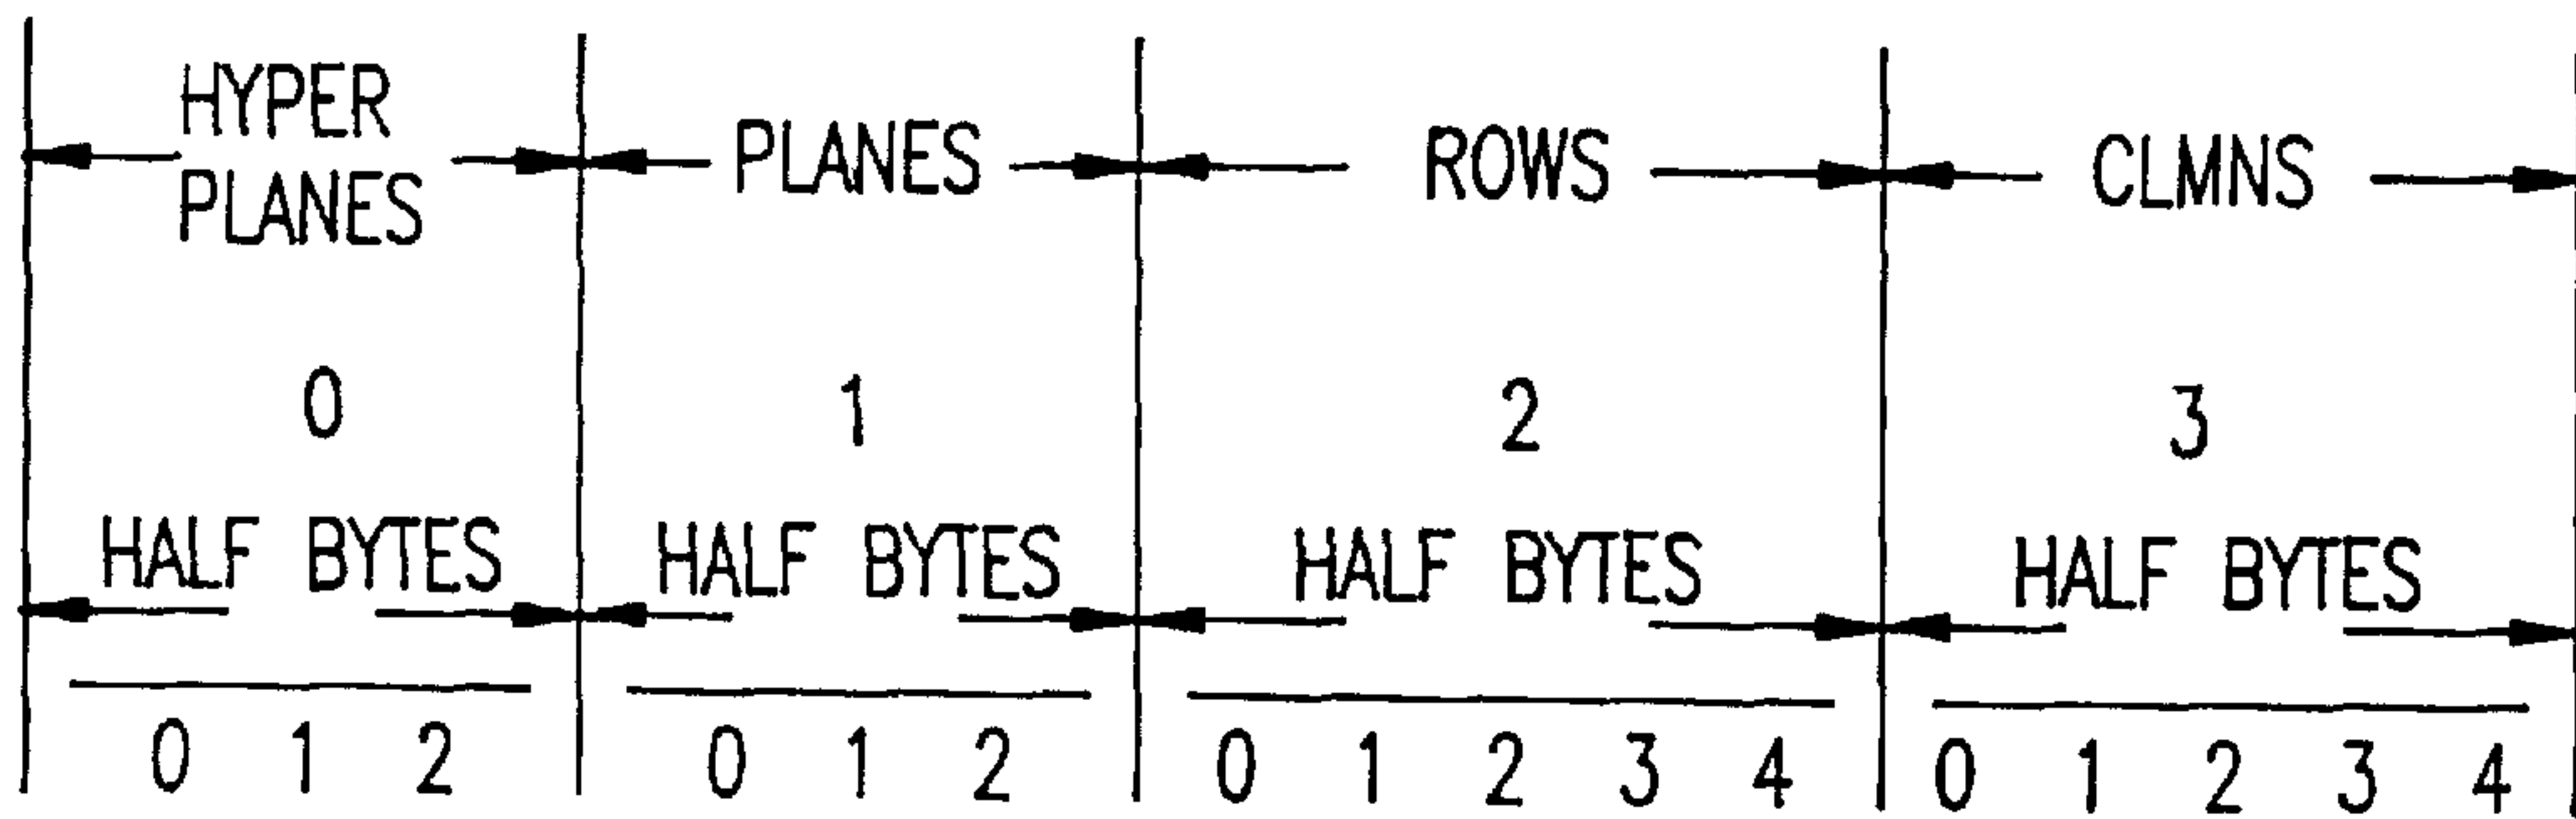 HYPER PLANES PLANES ROWS CLMNS
0 1 2 3
HALF BYTES HALF BYTES HALF BYTES HALF BYTES
0 1 2 0 1 2 0 1 2 3 4 0 1 2 3 4